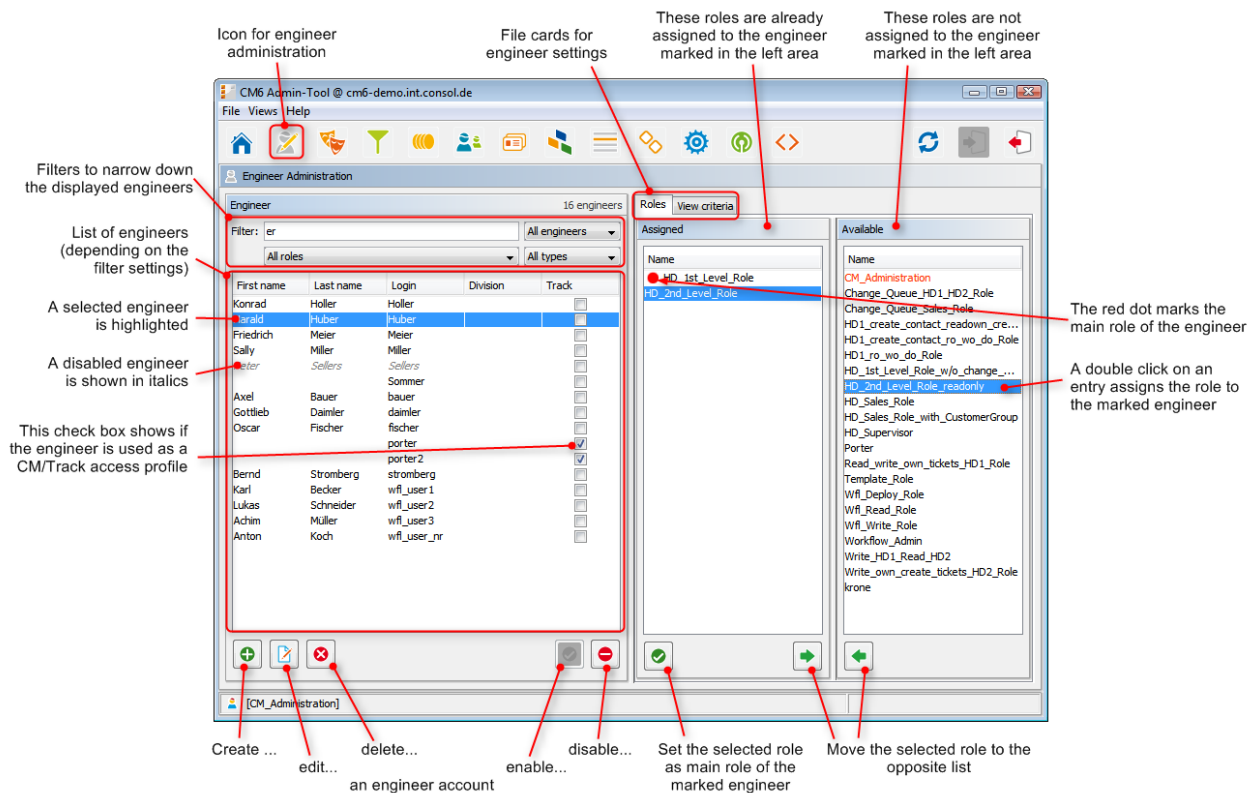 These roles are already
assigned to the engineer
marked in the left area
These roles are not
assigned to the engineer
marked in the left area
Icon for engineer
administration
File cards for
engineer settings
CM6 Admin-Tool @ cm6-demo.int.consol.de
File Views Help
Engineer Administration
Filters to narrow down
the displayed engineers
Engineer 16 engineers
Filter: er All engineers
All roles All types
Roles View criteria
Assigned
Available
List of engineers
(depending on the
filter settings)
A selected engineer
is highlighted
A disabled engineer
is shown in italics
This check box shows if
the engineer is used as a
CM/Track access profile
First name Last name Login Division Track
Konrad Holler Holler
Harald Huber Huber
Friedrich Meier Meier
Sally Miller Miller
Sellers Sellers
Sommer
Axel Bauer bauer
Gottlieb Daimler daimler
Oscar Fischer fischer
porter
porter2
Bernd Stromberg stromberg
Karl Becker wfl_user1
Lukas Schneider wfl_user2
Achim Müller wfl_user3
Anton Koch wfl_user_nr
Name
HD_1st_Level_Role
HD_2nd_Level_Role
Name
CM_Administration
Change_Queue_HD1_HD2_Role
Change_Queue_Sales_Role
HD1_create_contact_readown_cre...
HD1_create_contact_ro_wo_do_Role
HD1_ro_wo_do_Role
HD_1st_Level_Role_w/o_change_...
HD_2nd_Level_Role_readonly
HD_Sales_Role
HD_Sales_Role_with_CustomerGroup
HD_Supervisor
Porter
Read_write_own_tickets_HD1_Role
Template_Role
Wfl_Deploy_Role
Wfl_Read_Role
Wfl_Write_Role
Workflow_Admin
Write_HD1_Read_HD2
Write_own_create_tickets_HD2_Role
krone
The red dot marks the
main role of the engineer
A double click on an
entry assigns the role to
the marked engineer
[CM_Administration]
Create ...
edit...
delete...
enable...
disable...
an engineer account
Set the selected role
as main role of the
marked engineer
Move the selected role to the
opposite list